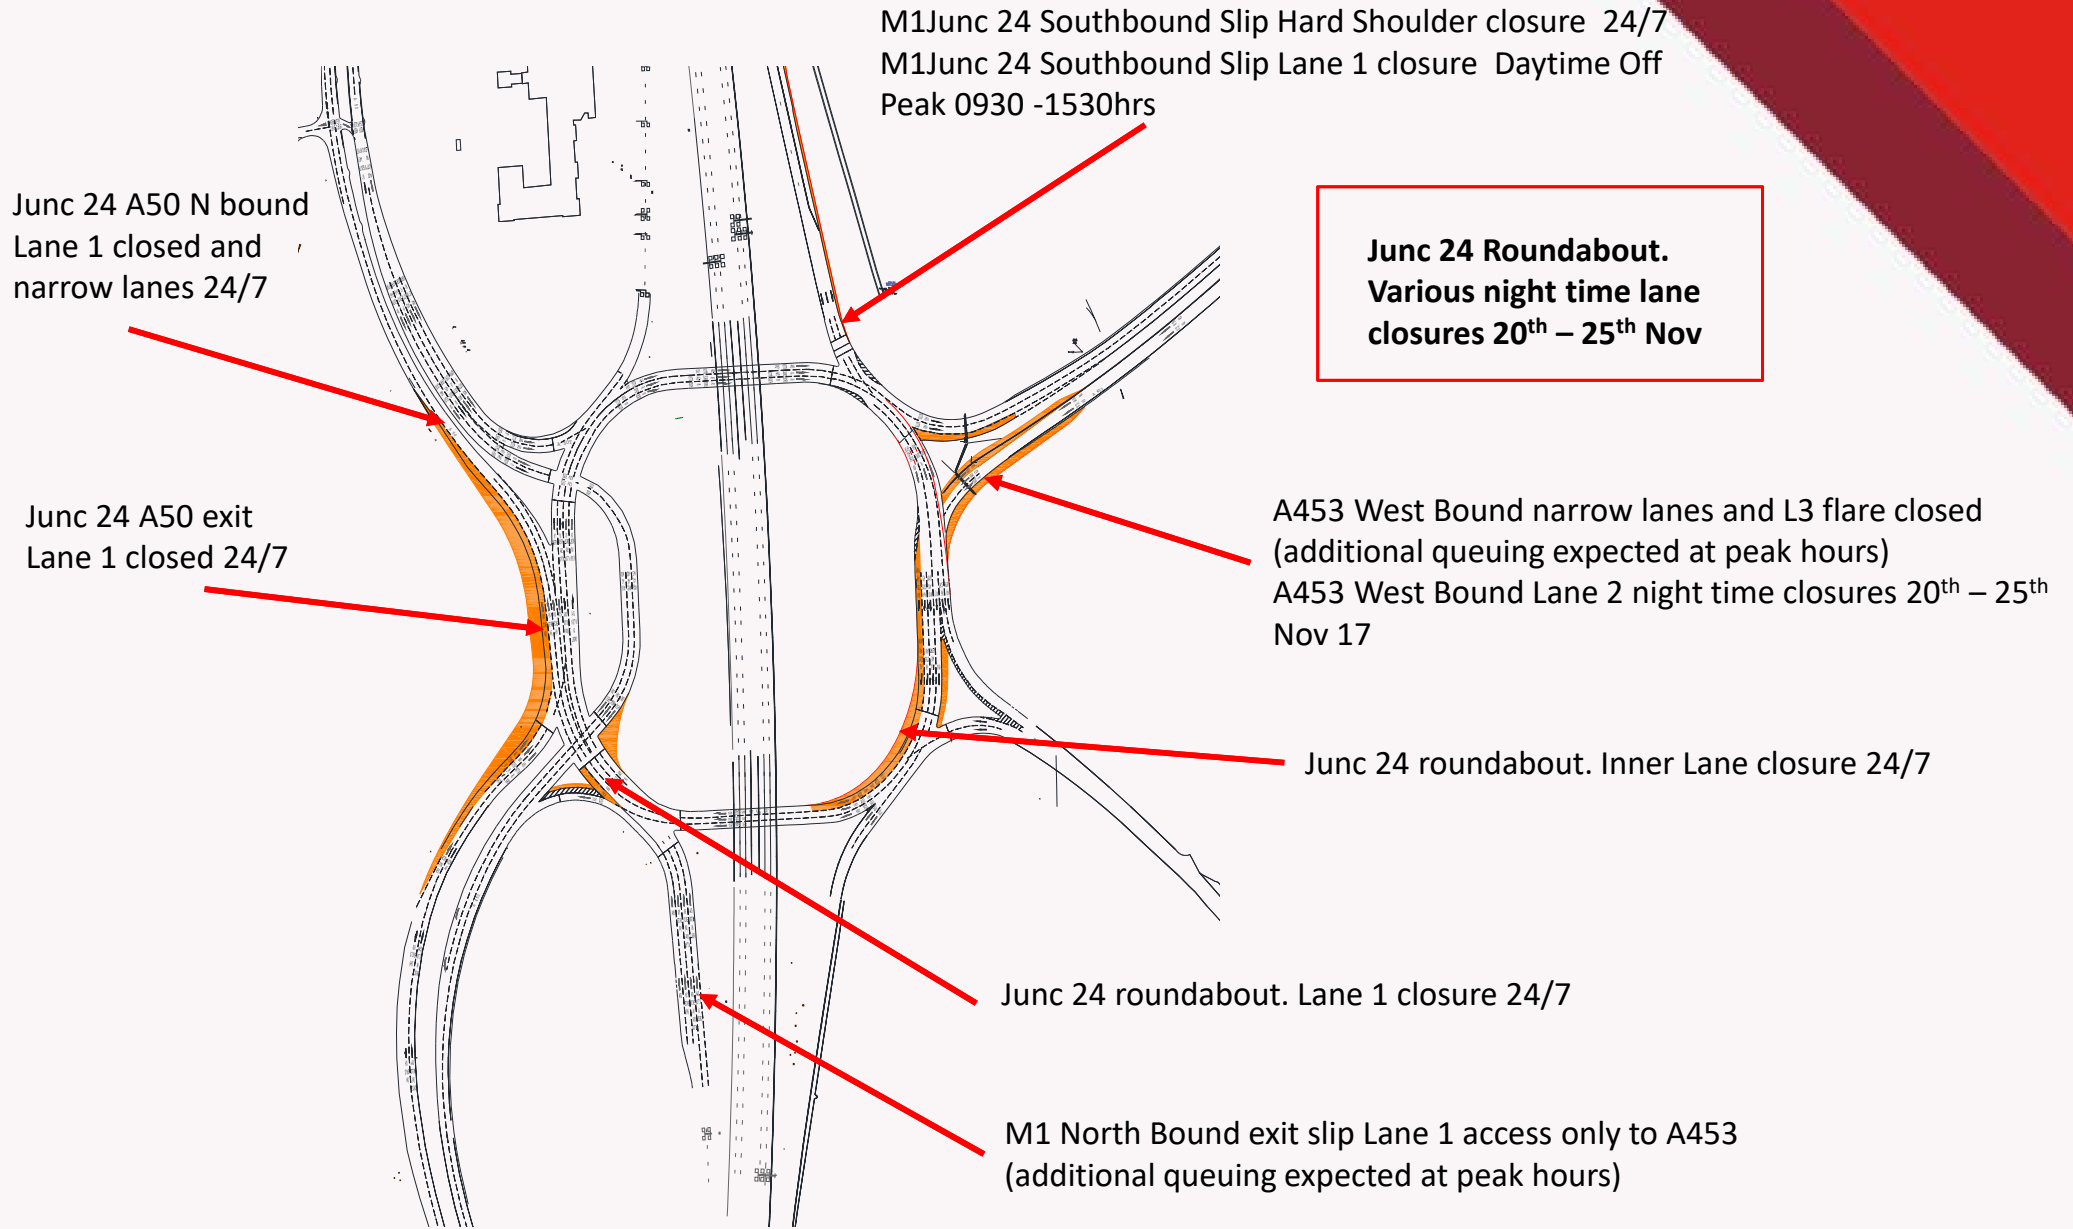 M1Junc 24 Southbound Slip Hard Shoulder closure  24/7
M1Junc 24 Southbound Slip Lane 1 closure  Daytime Off
Peak 0930 -1530hrs
Junc 24 A50 N bound
Lane 1 closed and
narrow lanes 24/7
Junc 24 Roundabout.
Various night time lane
closures 20th – 25th Nov
Junc 24 A50 exit
Lane 1 closed 24/7
A453 West Bound narrow lanes and L3 flare closed
(additional queuing expected at peak hours)
A453 West Bound Lane 2 night time closures 20th – 25th
Nov 17
Junc 24 roundabout. Inner Lane closure 24/7
Junc 24 roundabout. Lane 1 closure 24/7
M1 North Bound exit slip Lane 1 access only to A453
(additional queuing expected at peak hours)